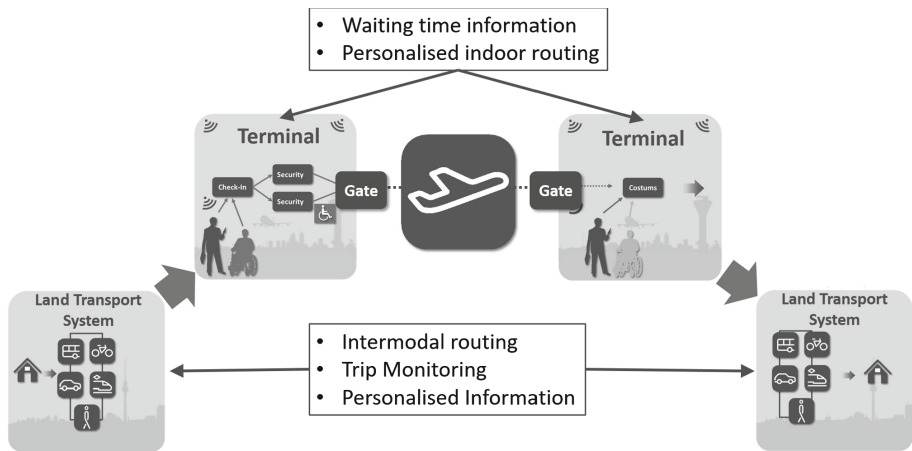 • Waiting time information
• Personalised indoor routing
Terminal
Check-In
Security
Security
Gate
Gate
Terminal
Costums
Land Transport
System
• Intermodal routing
• Trip Monitoring
• Personalised Information
Land Transport
System